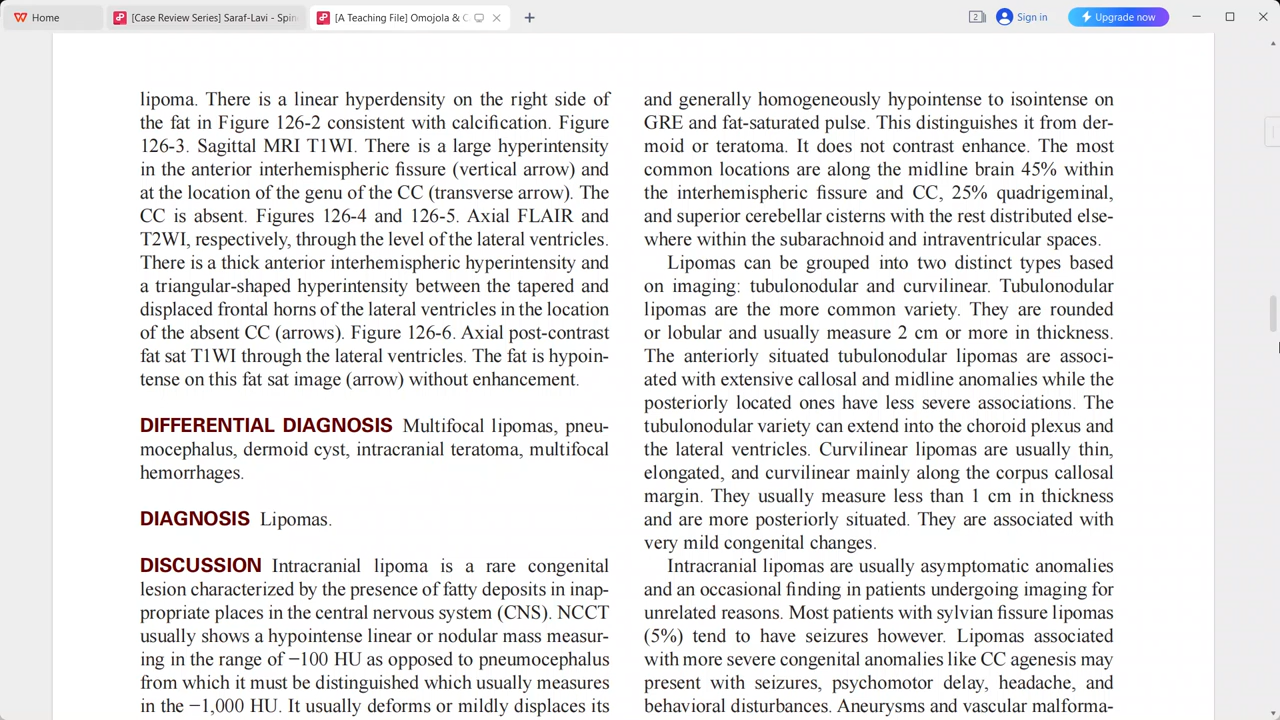 Home
[Case Review Series] Saraf-Lavi - Spin
[A Teaching File] Omojola & C
Sign in
Upgrade now
lipoma. There is a linear hyperdensity on the right side of
the fat in Figure 126-2 consistent with calcification. Figure
126-3. Sagittal MRI T1WI. There is a large hyperintensity
in the anterior interhemispheric fissure (vertical arrow) and
at the location of the genu of the CC (transverse arrow). The
CC is absent. Figures 126-4 and 126-5. Axial FLAIR and
T2WI, respectively, through the level of the lateral ventricles.
There is a thick anterior interhemispheric hyperintensity and
a triangular-shaped hyperintensity between the tapered and
displaced frontal horns of the lateral ventricles in the location
of the absent CC (arrows). Figure 126-6. Axial post-contrast
fat sat T1WI through the lateral ventricles. The fat is hypoin-
tense on this fat sat image (arrow) without enhancement.
DIFFERENTIAL DIAGNOSIS Multifocal lipomas, pneu-
mocephalus, dermoid cyst, intracranial teratoma, multifocal
hemorrhages.
DIAGNOSIS Lipomas.
DISCUSSION Intracranial lipoma is a rare congenital
lesion characterized by the presence of fatty deposits in inap-
propriate places in the central nervous system (CNS). NCCT
usually shows a hypointense linear or nodular mass measur-
ing in the range of −100 HU as opposed to pneumocephalus
from which it must be distinguished which usually measures
in the −1,000 HU. It usually deforms or mildly displaces its
and generally homogeneously hypointense to isointense on
GRE and fat-saturated pulse. This distinguishes it from der-
moid or teratoma. It does not contrast enhance. The most
common locations are along the midline brain 45% within
the interhemispheric fissure and CC, 25% quadrigeminal,
and superior cerebellar cisterns with the rest distributed else-
where within the subarachnoid and intraventricular spaces.
Lipomas can be grouped into two distinct types based
on imaging: tubulonodular and curvilinear. Tubulonodular
lipomas are the more common variety. They are rounded
or lobular and usually measure 2 cm or more in thickness.
The anteriorly situated tubulonodular lipomas are associ-
ated with extensive callosal and midline anomalies while the
posteriorly located ones have less severe associations. The
tubulonodular variety can extend into the choroid plexus and
the lateral ventricles. Curvilinear lipomas are usually thin,
elongated, and curvilinear mainly along the corpus callosal
margin. They usually measure less than 1 cm in thickness
and are more posteriorly situated. They are associated with
very mild congenital changes.
Intracranial lipomas are usually asymptomatic anomalies
and an occasional finding in patients undergoing imaging for
unrelated reasons. Most patients with sylvian fissure lipomas
(5%) tend to have seizures however. Lipomas associated
with more severe congenital anomalies like CC agenesis may
present with seizures, psychomotor delay, headache, and
behavioral disturbances. Aneurysms and vascular malforma-